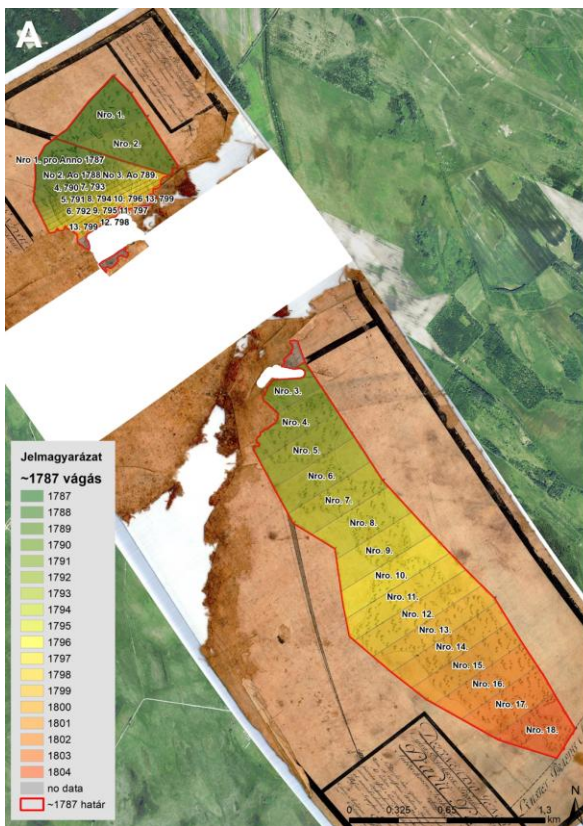 A
Nro. 1.
Nro. 2.
Nro 1. pro Anno 1787
No 2. Ao 1788 No 3. Ao 789.
4. 790 7. 793
5. 791 8. 794 10. 796 13. 799
6. 792 9. 795 11. 797
12. 798
13. 799
Nro. 3.
Nro. 4.
Nro. 5.
Nro. 6.
Nro. 7.
Nro. 8.
Nro. 9.
Nro. 10.
Nro. 11.
Nro. 12.
Nro. 13.
Nro. 14.
Nro. 15.
Nro. 16.
Nro. 17.
Nro. 18.
Jelmagyarázat
~1787 vágás
1787
1788
1789
1790
1791
1792
1793
1794
1795
1796
1797
1798
1799
1800
1801
1802
1803
1804
no data
~1787 határ
N
0 0.325 0.65 1.3
km